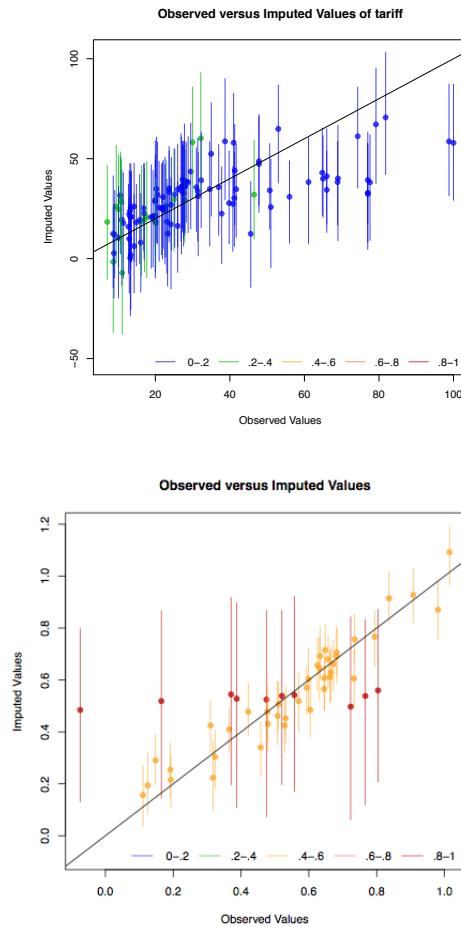 Observed versus Imputed Values of tariff
100
50
0
−50
Imputed Values
0−.2 .2−.4 .4−.6 .6−.8 .8−1
20 40 60 80 100
Observed Values
Observed versus Imputed Values
1.2
1.0
0.8
0.6
0.4
0.2
0.0
Imputed Values
0−.2 .2−.4 .4−.6 .6−.8 .8−1
0.0 0.2 0.4 0.6 0.8 1.0
Observed Values